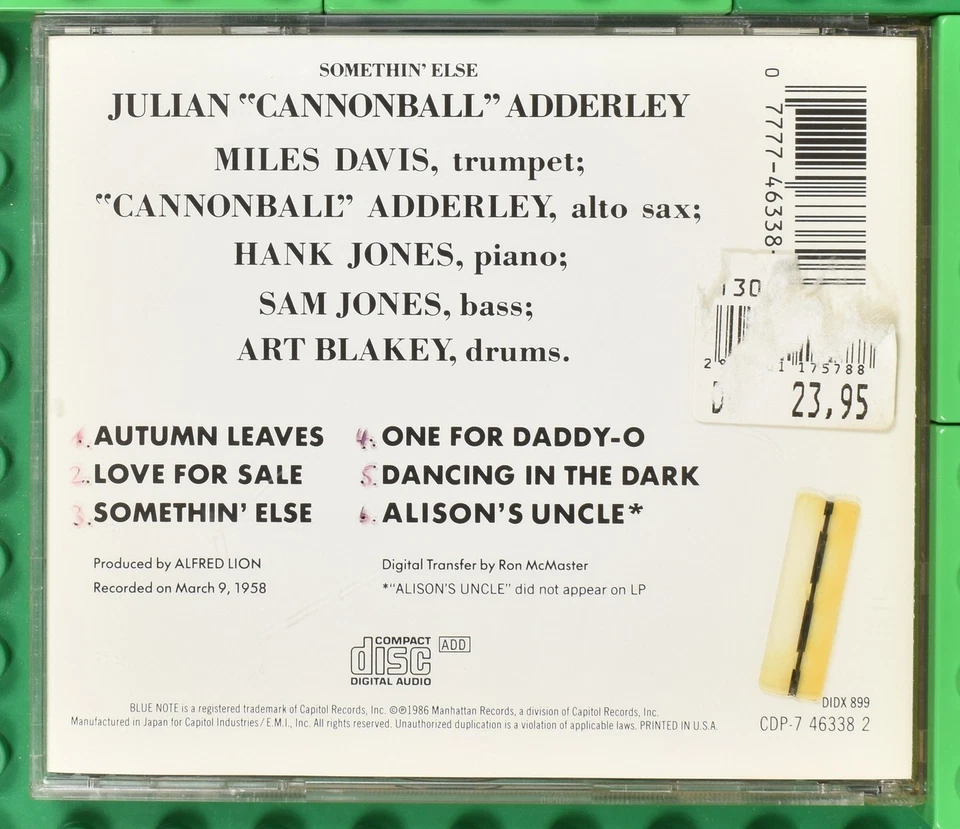 SOMETHIN' ELSE
JULIAN “CANNONBALL” ADDERLEY
MILES DAVIS, trumpet;
“CANNONBALL” ADDERLEY, alto sax;
HANK JONES, piano;
SAM JONES, bass;
ART BLAKEY, drums.
0 7777-46338-
130
175788
23,95
1. AUTUMN LEAVES
2. LOVE FOR SALE
3. SOMETHIN' ELSE
4. ONE FOR DADDY-O
5. DANCING IN THE DARK
6. ALISON'S UNCLE*
Produced by ALFRED LION
Recorded on March 9, 1958
Digital Transfer by Ron McMaster
*“ALISON'S UNCLE” did not appear on LP
COMPACT
disc
DIGITAL AUDIO
ADD
BLUE NOTE is a registered trademark of Capitol Records, Inc. ©℗1986 Manhattan Records, a division of Capitol Records, Inc.
Manufactured in Japan for Capitol Industries/E.M.I., Inc. All rights reserved. Unauthorized duplication is a violation of applicable laws. PRINTED IN U.S.A.
DIDX 899
CDP-7 46338 2